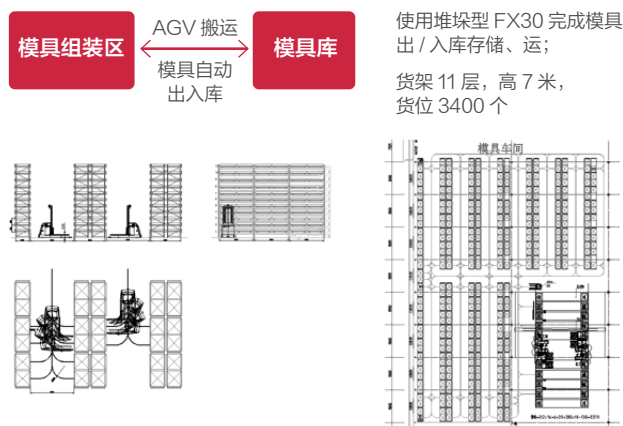 模具组装区
AGV 搬运
模具自动
出入库
模具库
使用堆垛型 FX30 完成模具
出 / 入库存储、运;
货架 11 层，高 7 米，
货位 3400 个
模具车间